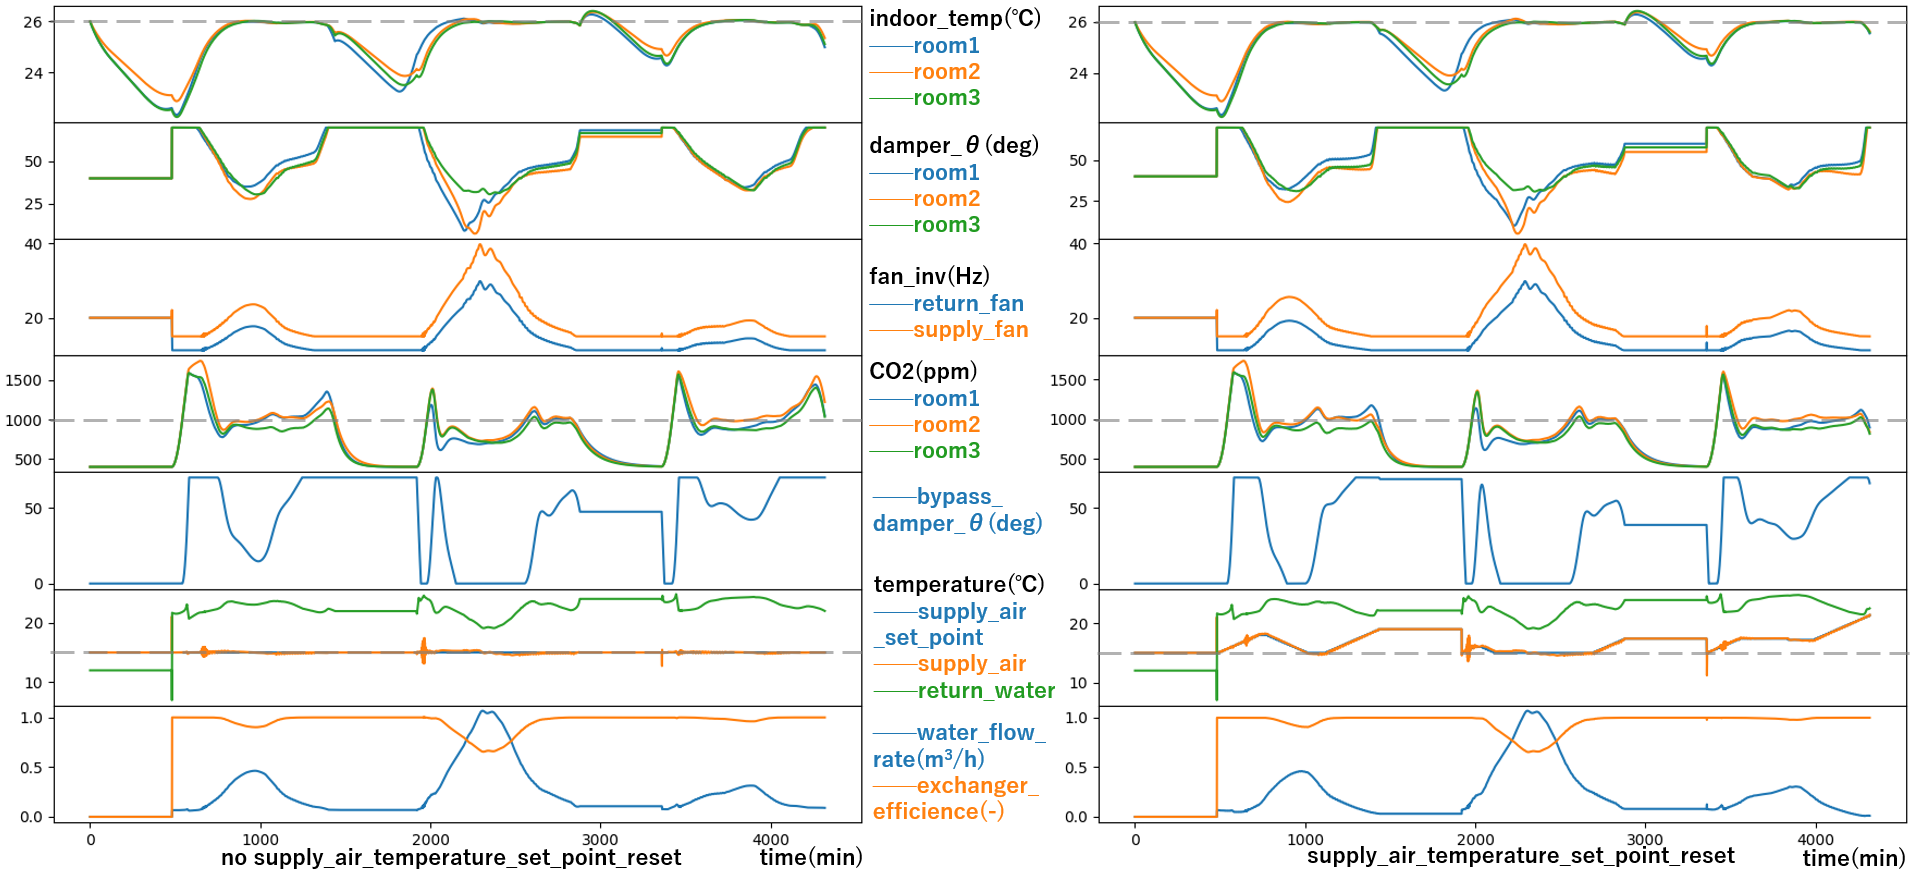 indoor_temp(℃)
room1
room2
room3
damper_θ(deg)
room1
room2
room3
fan_inv(Hz)
return_fan
supply_fan
CO2(ppm)
room1
room2
room3
bypass_
damper_θ(deg)
temperature(℃)
supply_air
_set_point
supply_air
return_water
water_flow_
rate(m³/h)
exchanger_
efficience(-)
26
24
50
25
40
20
1500
1000
500
50
0
20
10
1.0
0.5
0.0
0
1000
2000
3000
4000
no supply_air_temperature_set_point_reset
time(min)
26
24
50
25
40
20
1500
1000
500
50
0
20
10
1.0
0.5
0.0
0
1000
2000
3000
4000
supply_air_temperature_set_point_reset
time(min)